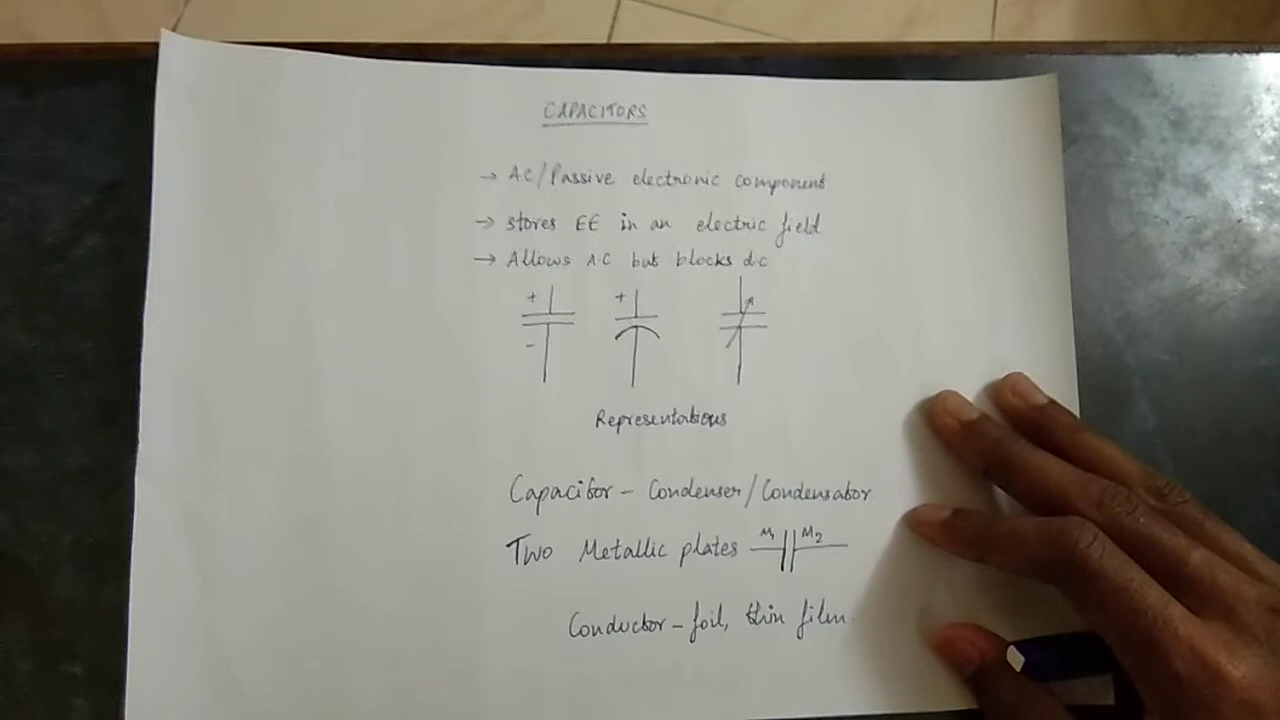 CAPACITORS
→ AC/Passive electronic component
→ stores EE in an electric field
→ Allows A.C but blocks d.c
+ + 
-
Representations
Capacitor - Condenser/Condensator
Two Metallic plates M1 M2
Conductor - foil, thin film.